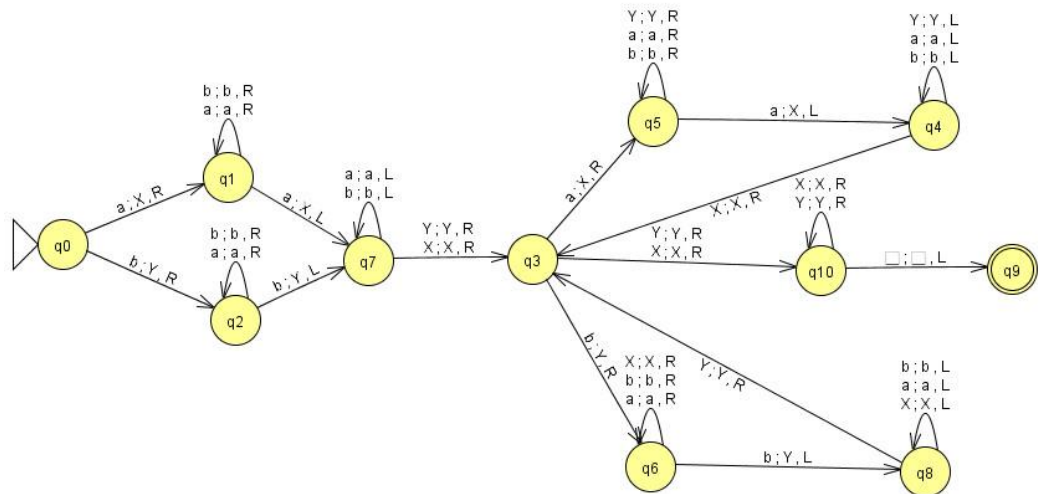 Y ; Y , R
a ; a , R
b ; b , R
Y ; Y , L
a ; a , L
b ; b , L
b ; b , R
a ; a , R
q5
a ; X , L
q4
q1
a ; X , R
a ; X , L
a ; a , L
b ; b , L
a ; X , R
X ; X , R
X ; X , R
Y ; Y , R
q0
b ; b , R
a ; a , R
Y ; Y , R
X ; X , R
q7
q3
Y ; Y , R
X ; X , R
q10
□ ; □ , L
q9
b ; Y , R
q2
b ; Y , L
b ; Y , R
X ; X , R
b ; b , R
a ; a , R
Y ; Y , R
b ; b , L
a ; a , L
X ; X , L
q6
b ; Y , L
q8